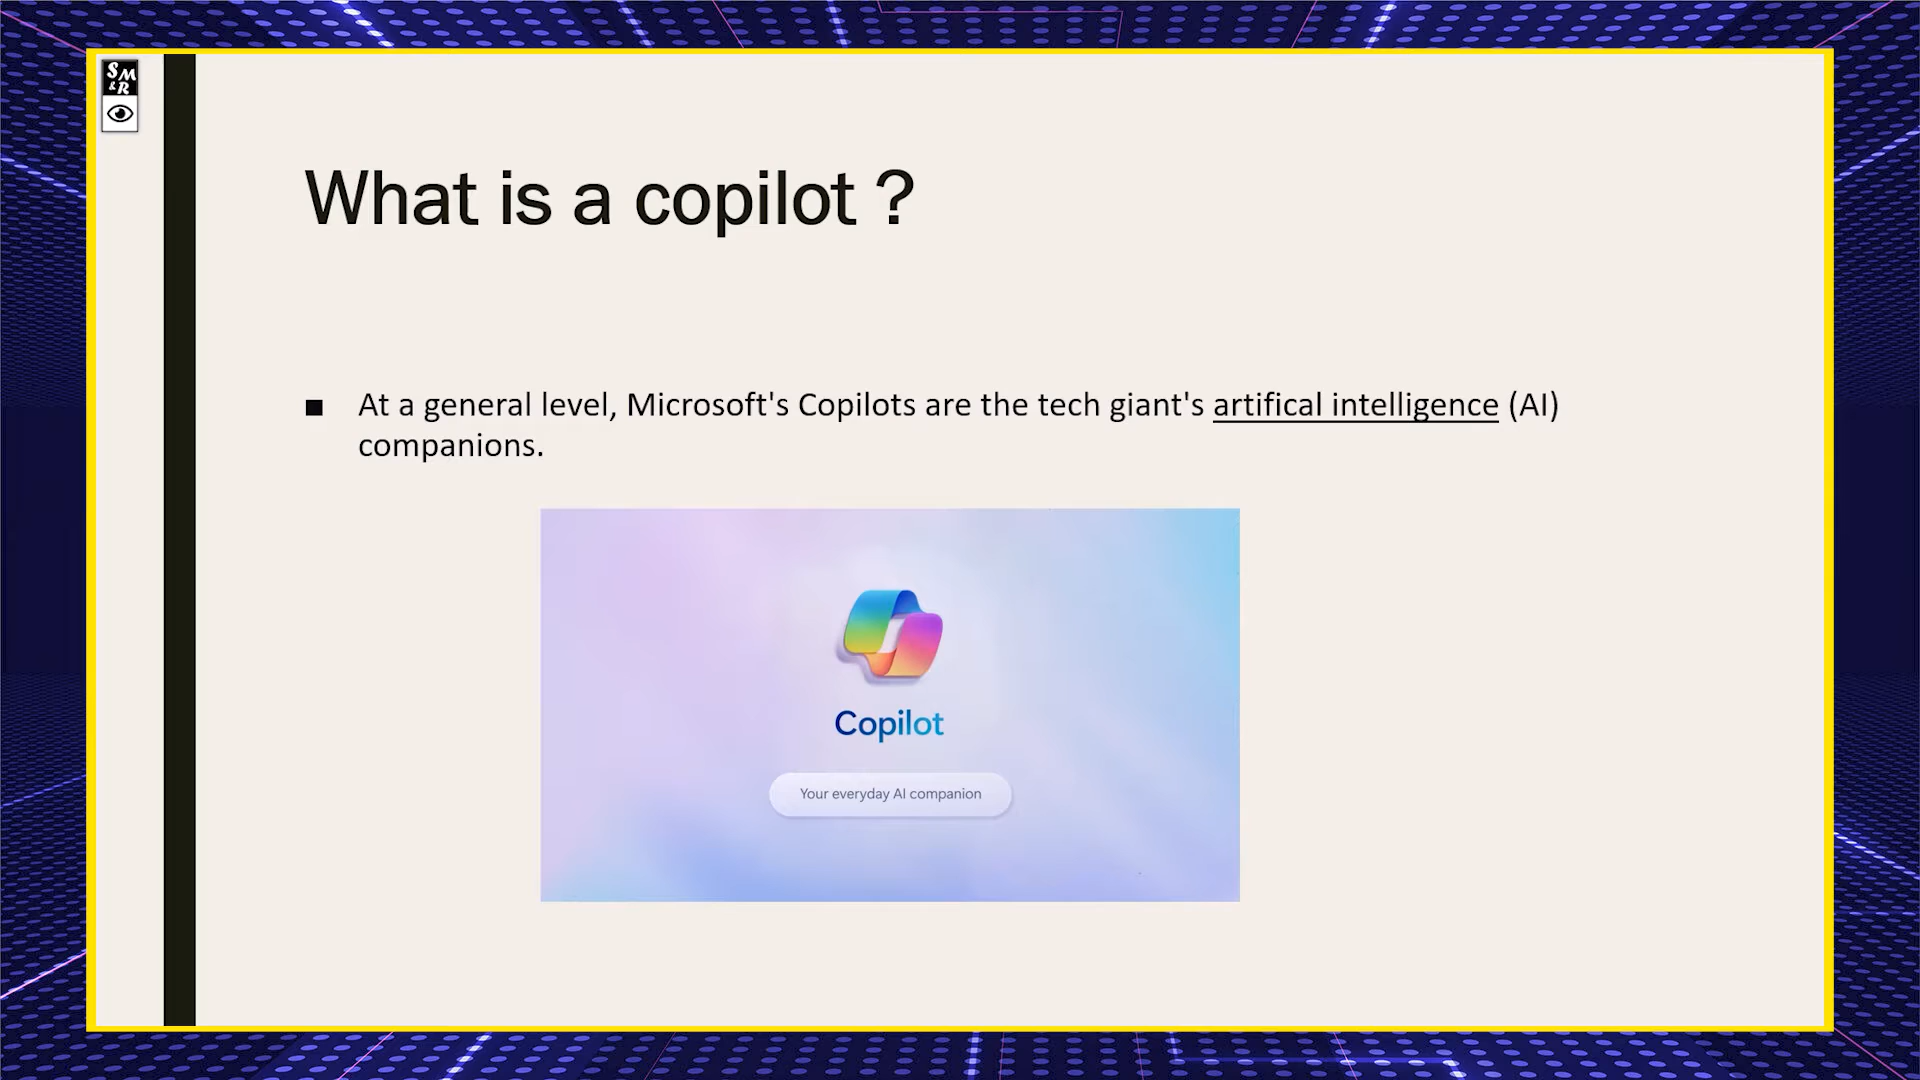 SM
&R
What is a copilot ?
■ At a general level, Microsoft's Copilots are the tech giant's artifical intelligence (AI)
companions.
Copilot
Your everyday AI companion